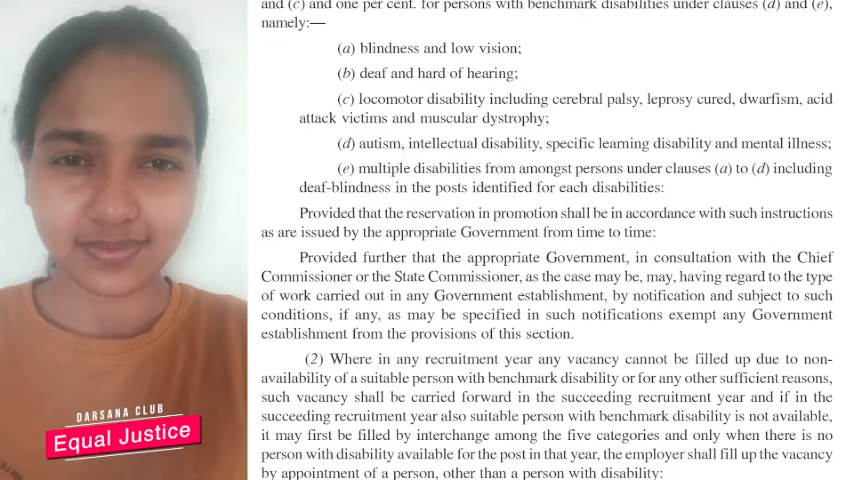 and (c) and one per cent. for persons with benchmark disabilities under clauses (d) and (e),
namely:—
(a) blindness and low vision;
(b) deaf and hard of hearing;
(c) locomotor disability including cerebral palsy, leprosy cured, dwarfism, acid
attack victims and muscular dystrophy;
(d) autism, intellectual disability, specific learning disability and mental illness;
(e) multiple disabilities from amongst persons under clauses (a) to (d) including
deaf-blindness in the posts identified for each disabilities:
Provided that the reservation in promotion shall be in accordance with such instructions
as are issued by the appropriate Government from time to time:
Provided further that the appropriate Government, in consultation with the Chief
Commissioner or the State Commissioner, as the case may be, may, having regard to the type
of work carried out in any Government establishment, by notification and subject to such
conditions, if any, as may be specified in such notifications exempt any Government
establishment from the provisions of this section.
(2) Where in any recruitment year any vacancy cannot be filled up due to non-
availability of a suitable person with benchmark disability or for any other sufficient reasons,
such vacancy shall be carried forward in the succeeding recruitment year and if in the
succeeding recruitment year also suitable person with benchmark disability is not available,
it may first be filled by interchange among the five categories and only when there is no
person with disability available for the post in that year, the employer shall fill up the vacancy
by appointment of a person, other than a person with disability:
DARSANA CLUB
Equal Justice